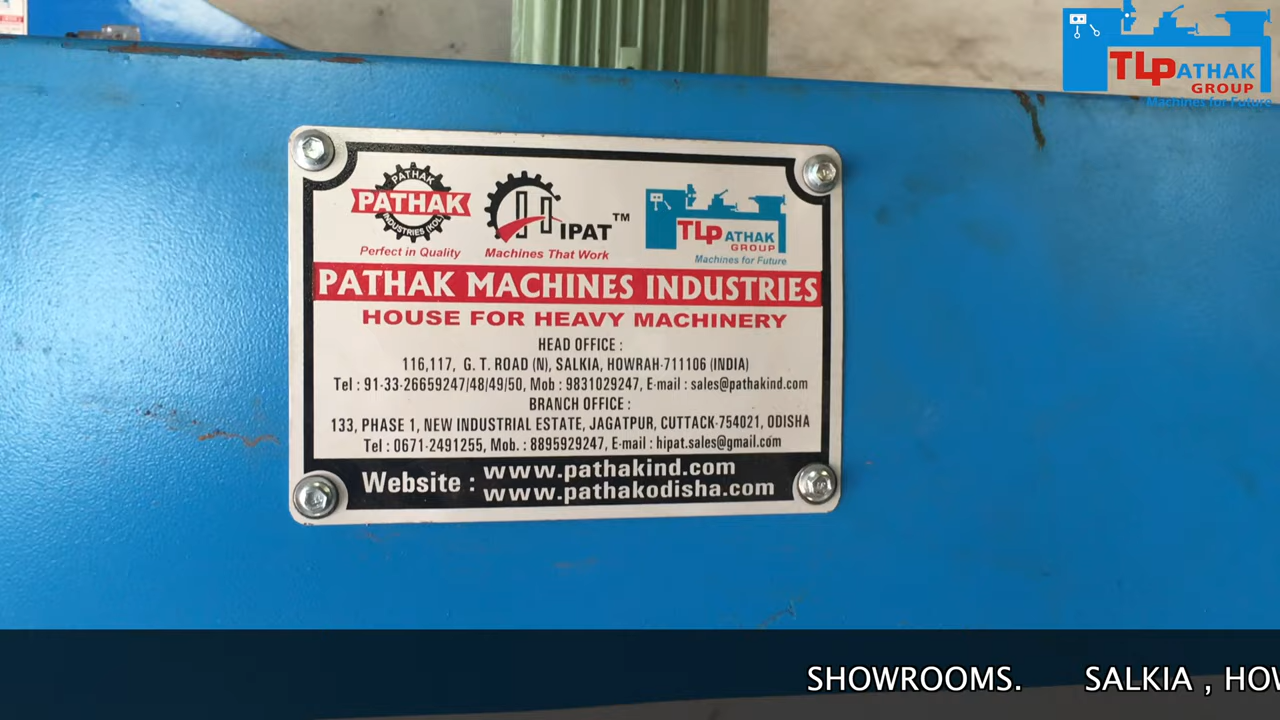 TLPATHAK
GROUP
Machines for Future
PATHAK
PATHAK
INDUSTRIES (KOL)
Perfect in Quality
HIPAT™
Machines That Work
TLPATHAK
GROUP
Machines for Future
PATHAK MACHINES INDUSTRIES
HOUSE FOR HEAVY MACHINERY
HEAD OFFICE :
116,117, G. T. ROAD (N), SALKIA, HOWRAH-711106 (INDIA)
Tel : 91-33-26659247/48/49/50, Mob : 9831029247, E-mail : sales@pathakind.com
BRANCH OFFICE :
133, PHASE 1, NEW INDUSTRIAL ESTATE, JAGATPUR, CUTTACK-754021, ODISHA
Tel : 0671-2491255, Mob. : 8895929247, E-mail : hipat.sales@gmail.com
Website : www.pathakind.com
www.pathakodisha.com
SHOWROOMS. SALKIA , HOW